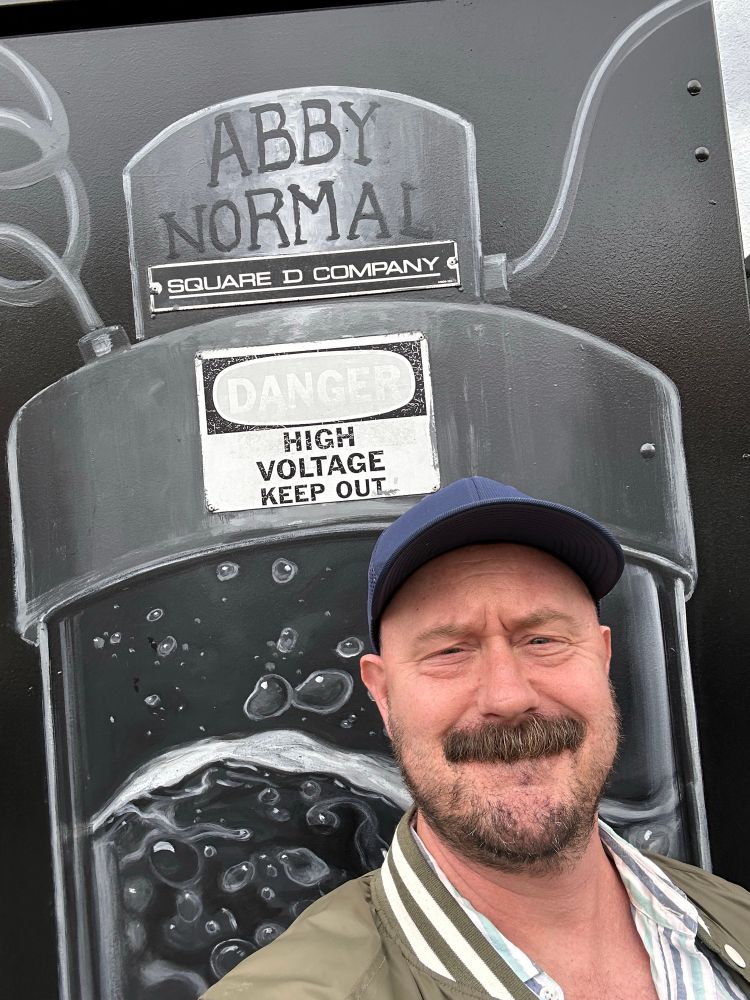 ABBY
NORMAL
SQUARE D COMPANY
DANGER
HIGH
VOLTAGE
KEEP OUT